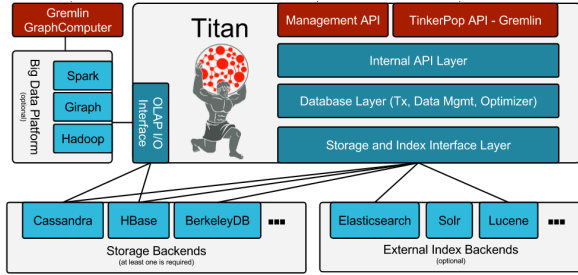 Gremlin
GraphComputer
Titan
Management API
TinkerPop API - Gremlin
Big Data Platform
(optional)
Spark
Giraph
Hadoop
OLAP I/O
Interface
Internal API Layer
Database Layer (Tx, Data Mgmt, Optimizer)
Storage and Index Interface Layer
Cassandra
HBase
BerkeleyDB
Storage Backends
(at least one is required)
Elasticsearch
Solr
Lucene
External Index Backends
(optional)